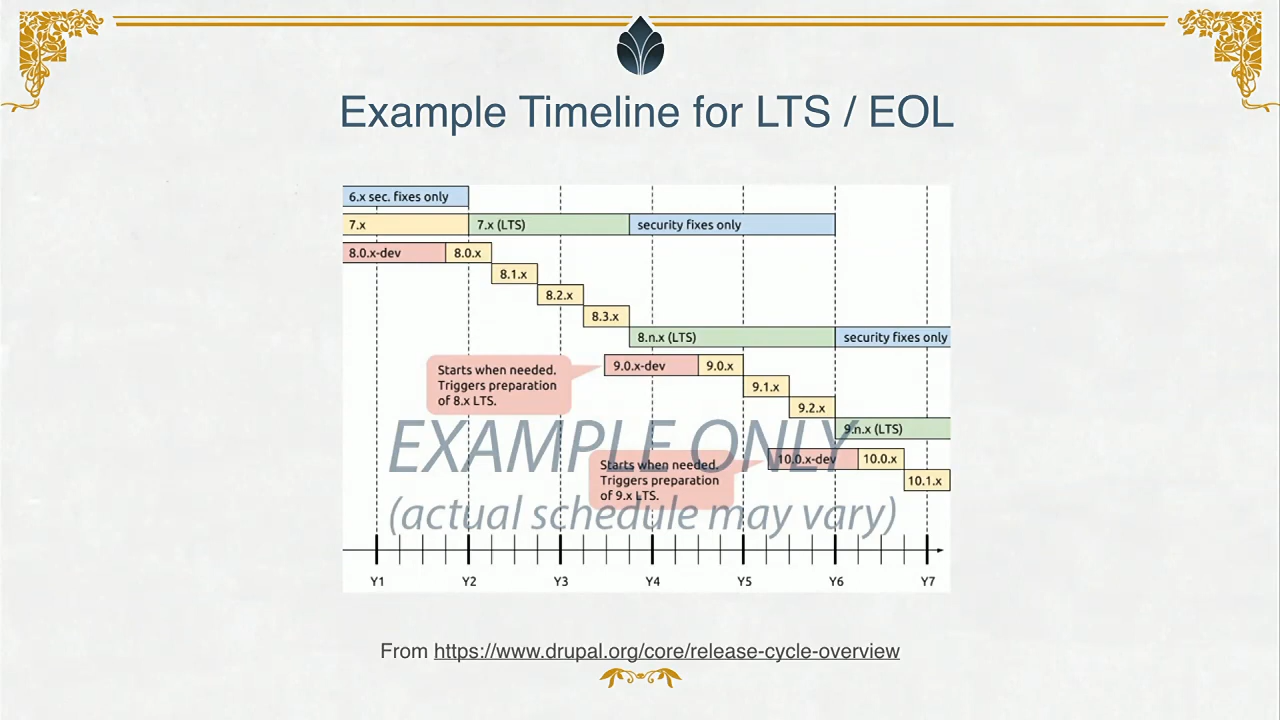 Example Timeline for LTS / EOL
6.x sec. fixes only
7.x 7.x (LTS) security fixes only
8.0.x-dev 8.0.x
8.1.x
8.2.x
8.3.x
8.n.x (LTS) security fixes only
9.0.x-dev 9.0.x
Starts when needed.
Triggers preparation
of 8.x LTS.
9.1.x
9.2.x
9.n.x (LTS)
EXAMPLE ONLY
10.0.x-dev 10.0.x
Starts when needed.
Triggers preparation
of 9.x LTS.
10.1.x
(actual schedule may vary)
Y1 Y2 Y3 Y4 Y5 Y6 Y7
From https://www.drupal.org/core/release-cycle-overview